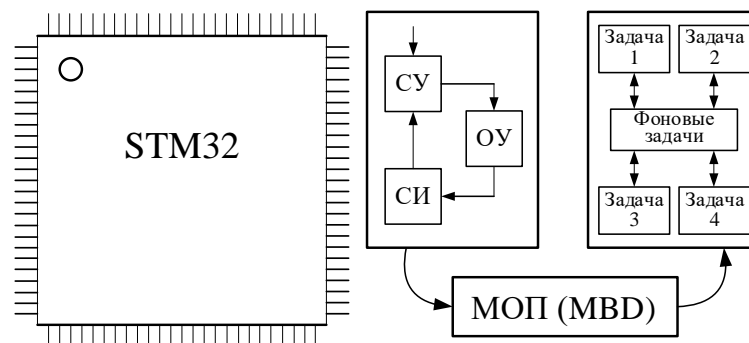 STM32
СУ
ОУ
СИ
Задача
1
Задача
2
Фоновые
задачи
Задача
3
Задача
4
МОП (MBD)